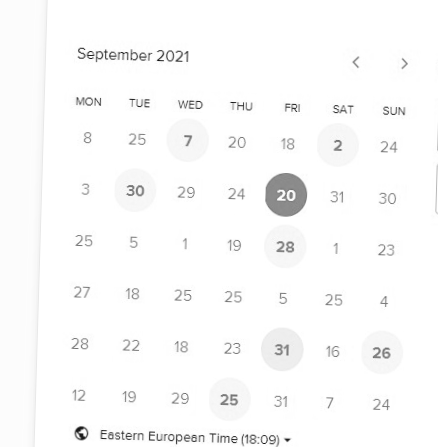 September 2021
MON TUE WED THU FRI SAT SUN
8 25 7 20 18 2 24
3 30 29 24 20 31 30
25 5 1 19 28 1 23
27 18 25 25 5 25 4
28 22 18 23 31 16 26
12 19 29 25 31 7 24
Eastern European Time (18:09)